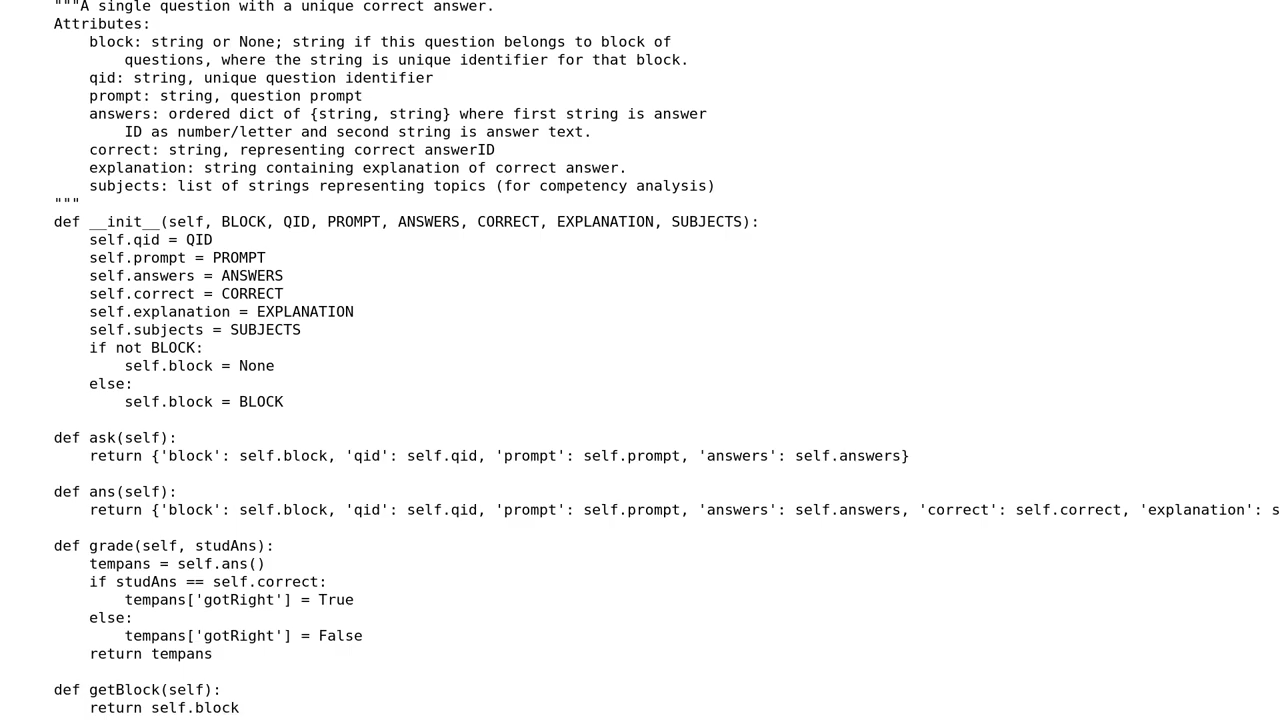 """A single question with a unique correct answer.
Attributes:
    block: string or None; string if this question belongs to block of
        questions, where the string is unique identifier for that block.
    qid: string, unique question identifier
    prompt: string, question prompt
    answers: ordered dict of {string, string} where first string is answer
        ID as number/letter and second string is answer text.
    correct: string, representing correct answerID
    explanation: string containing explanation of correct answer.
    subjects: list of strings representing topics (for competency analysis)
"""
def __init__(self, BLOCK, QID, PROMPT, ANSWERS, CORRECT, EXPLANATION, SUBJECTS):
    self.qid = QID
    self.prompt = PROMPT
    self.answers = ANSWERS
    self.correct = CORRECT
    self.explanation = EXPLANATION
    self.subjects = SUBJECTS
    if not BLOCK:
        self.block = None
    else:
        self.block = BLOCK

def ask(self):
    return {'block': self.block, 'qid': self.qid, 'prompt': self.prompt, 'answers': self.answers}

def ans(self):
    return {'block': self.block, 'qid': self.qid, 'prompt': self.prompt, 'answers': self.answers, 'correct': self.correct, 'explanation': s

def grade(self, studAns):
    tempans = self.ans()
    if studAns == self.correct:
        tempans['gotRight'] = True
    else:
        tempans['gotRight'] = False
    return tempans

def getBlock(self):
    return self.block